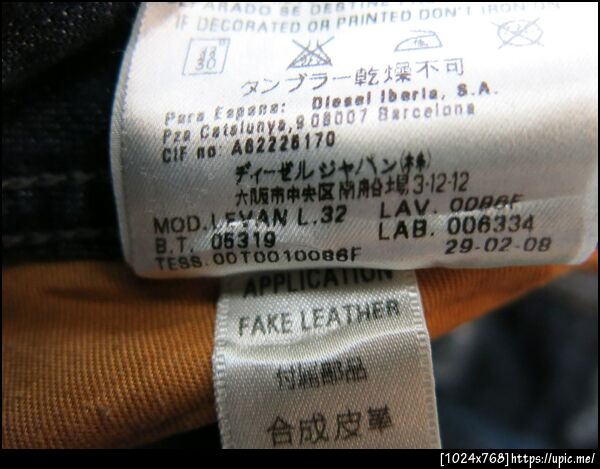 IF DECORATED OR PRINTED DON'T IRON
タンブラー乾燥不可
Para Espana: Diesel Iberia, S.A.
Pza Catalunya,9 08007 Barcelona
CIF no: A62226170
ディーゼル ジャパン(株)
大阪市中央区南船場3-12-12
MOD.LEVAN L.32 LAV. 0086F
B.T. 05319 LAB. 006334
TESS.00T0010086F 29-02-08
APPLICATION
FAKE LEATHER
付属部品
合成皮革
[1024x768]https://upic.me/